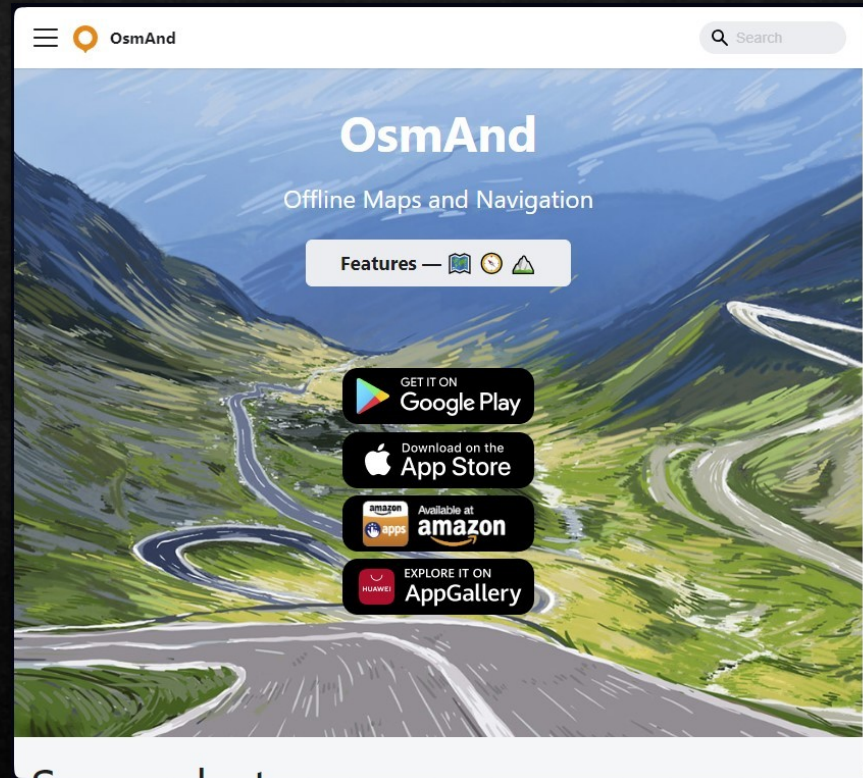 OsmAnd
Search
OsmAnd
Offline Maps and Navigation
Features —
GET IT ON
Google Play
Download on the
App Store
amazon
apps
Available at
amazon
HUAWEI
EXPLORE IT ON
AppGallery